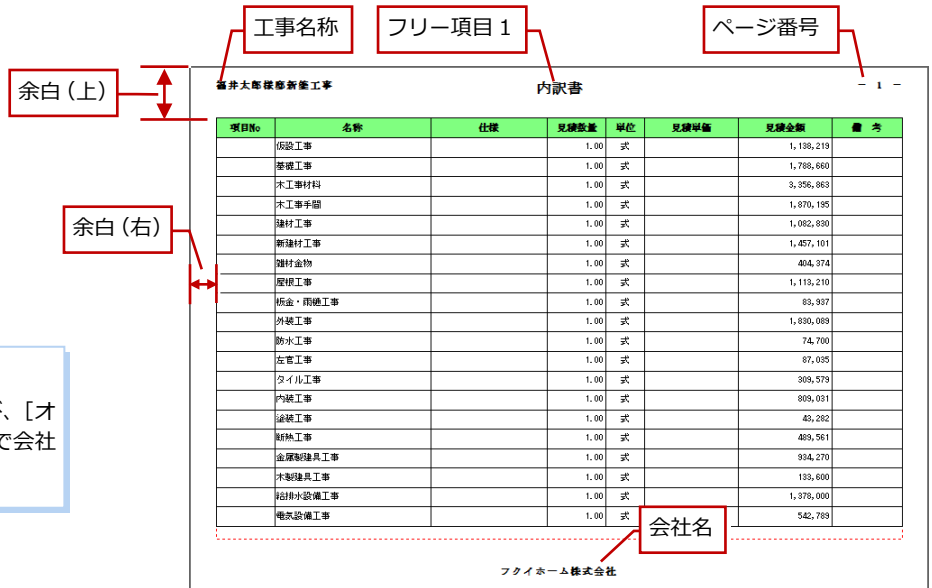 工事名称 フリー項目1 ページ番号
余白(上)
福井太郎様邸新築工事 内訳書 - 1 -
項目No 名称 仕様 見積数量 単位 見積単価 見積金額 備 考
仮設工事 1.00 式 1,138,219
基礎工事 1.00 式 1,788,660
木工事材料 1.00 式 3,356,863
木工事手間 1.00 式 1,870,195
余白(右)
建材工事 1.00 式 1,082,830
新建材工事 1.00 式 1,457,101
雑材金物 1.00 式 404,374
屋根工事 1.00 式 1,113,210
板金・雨樋工事 1.00 式 83,937
外装工事 1.00 式 1,830,089
防水工事 1.00 式 74,700
左官工事 1.00 式 87,035
タイル工事 1.00 式 309,579
内装工事 1.00 式 809,031
塗装工事 1.00 式 43,282
断熱工事 1.00 式 489,561
金属製建具工事 1.00 式 934,270
木製建具工事 1.00 式 133,600
給排水設備工事 1.00 式 1,378,000
電気設備工事 1.00 式 542,789
、[オ
で会社
会社名
フクイホーム株式会社